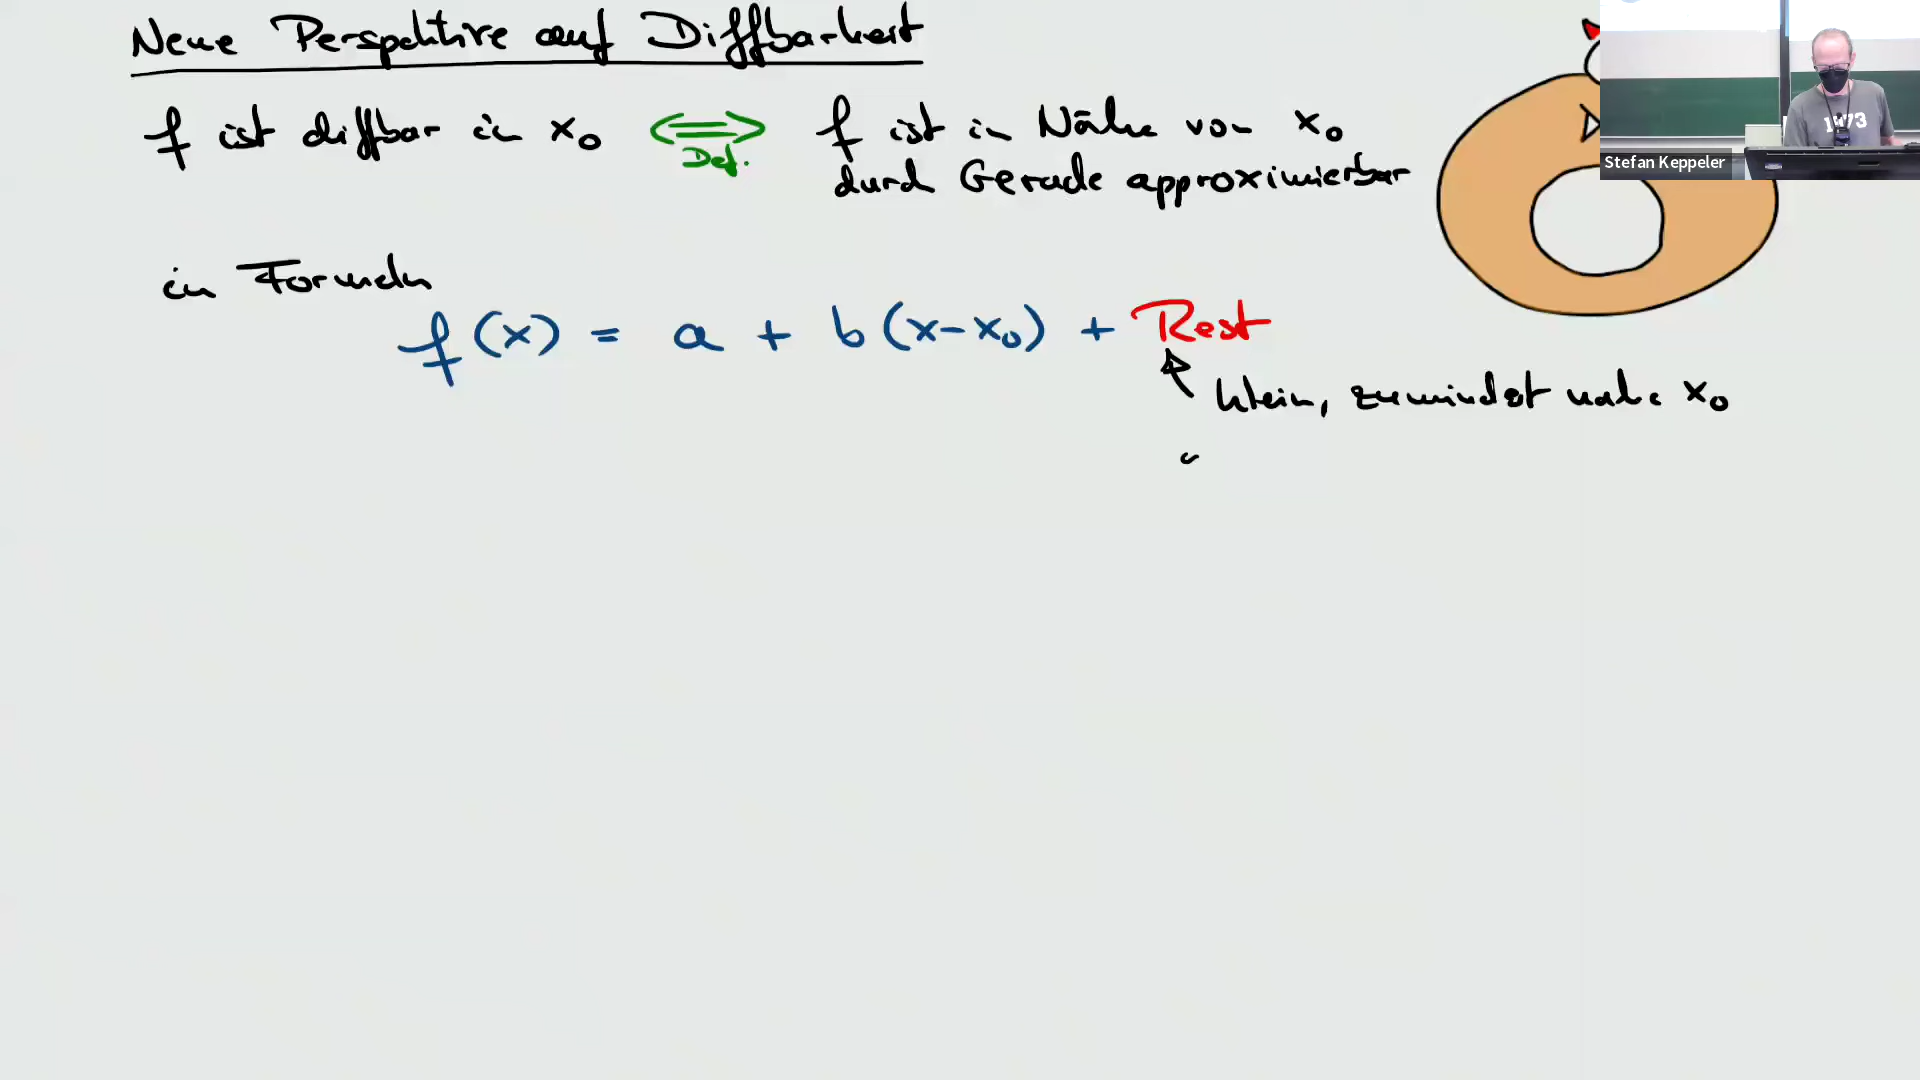 Neue Perspektive auf Diffbarkeit
f ist diffbar in x₀ ⟺ f ist in Nähe von x₀
Def.
durch Gerade approximierbar
in Formeln
f(x) = a + b(x-x₀) + Rest
klein, zumindest nahe x₀
1973
Stefan Keppeler